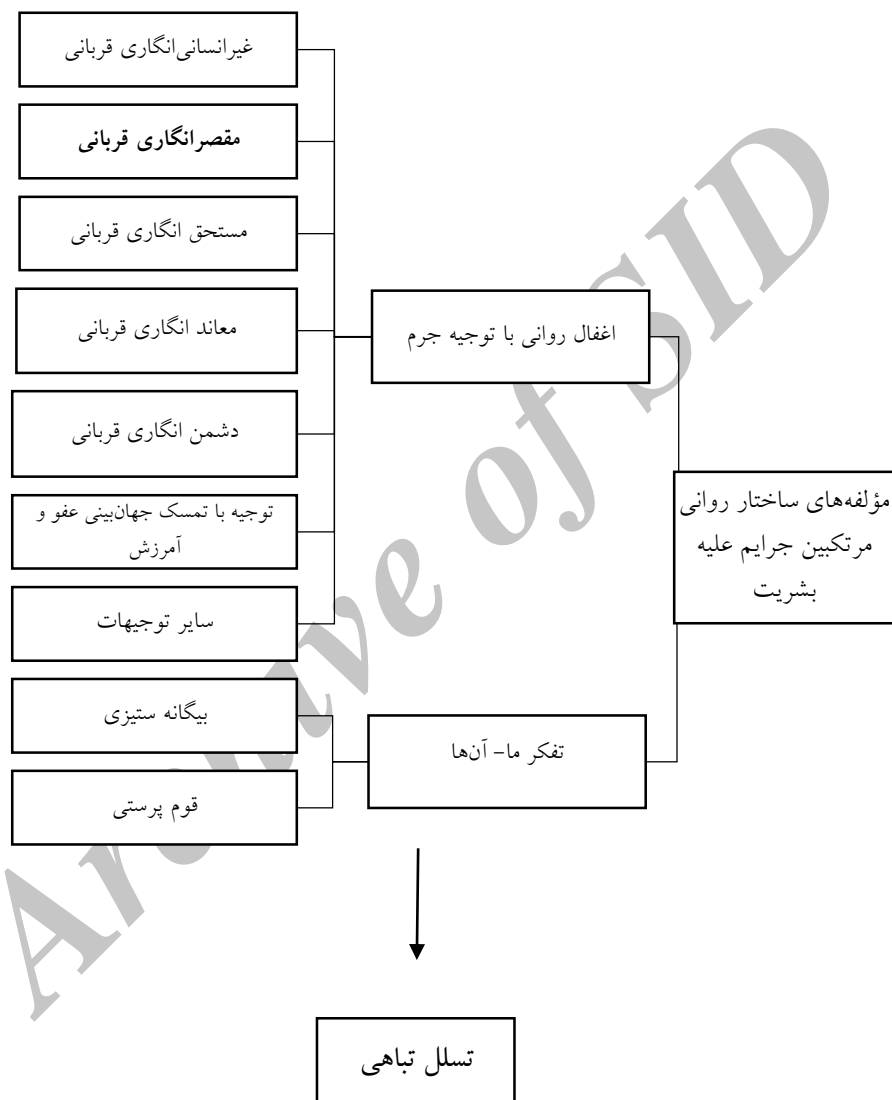 مؤلفه‌های ساختار روانی
مرتکبین جرایم علیه
بشریت
اغفال روانی با توجیه جرم
غیرانسانی‌انگاری قربانی
مقصرانگاری قربانی
مستحق انگاری قربانی
معاند انگاری قربانی
دشمن انگاری قربانی
توجیه با تمسک جهان‌بینی عفو و
آمرزش
سایر توجیهات
تفکر ما- آن‌ها
بیگانه ستیزی
قوم پرستی
تسلل تباهی
Archive of SID